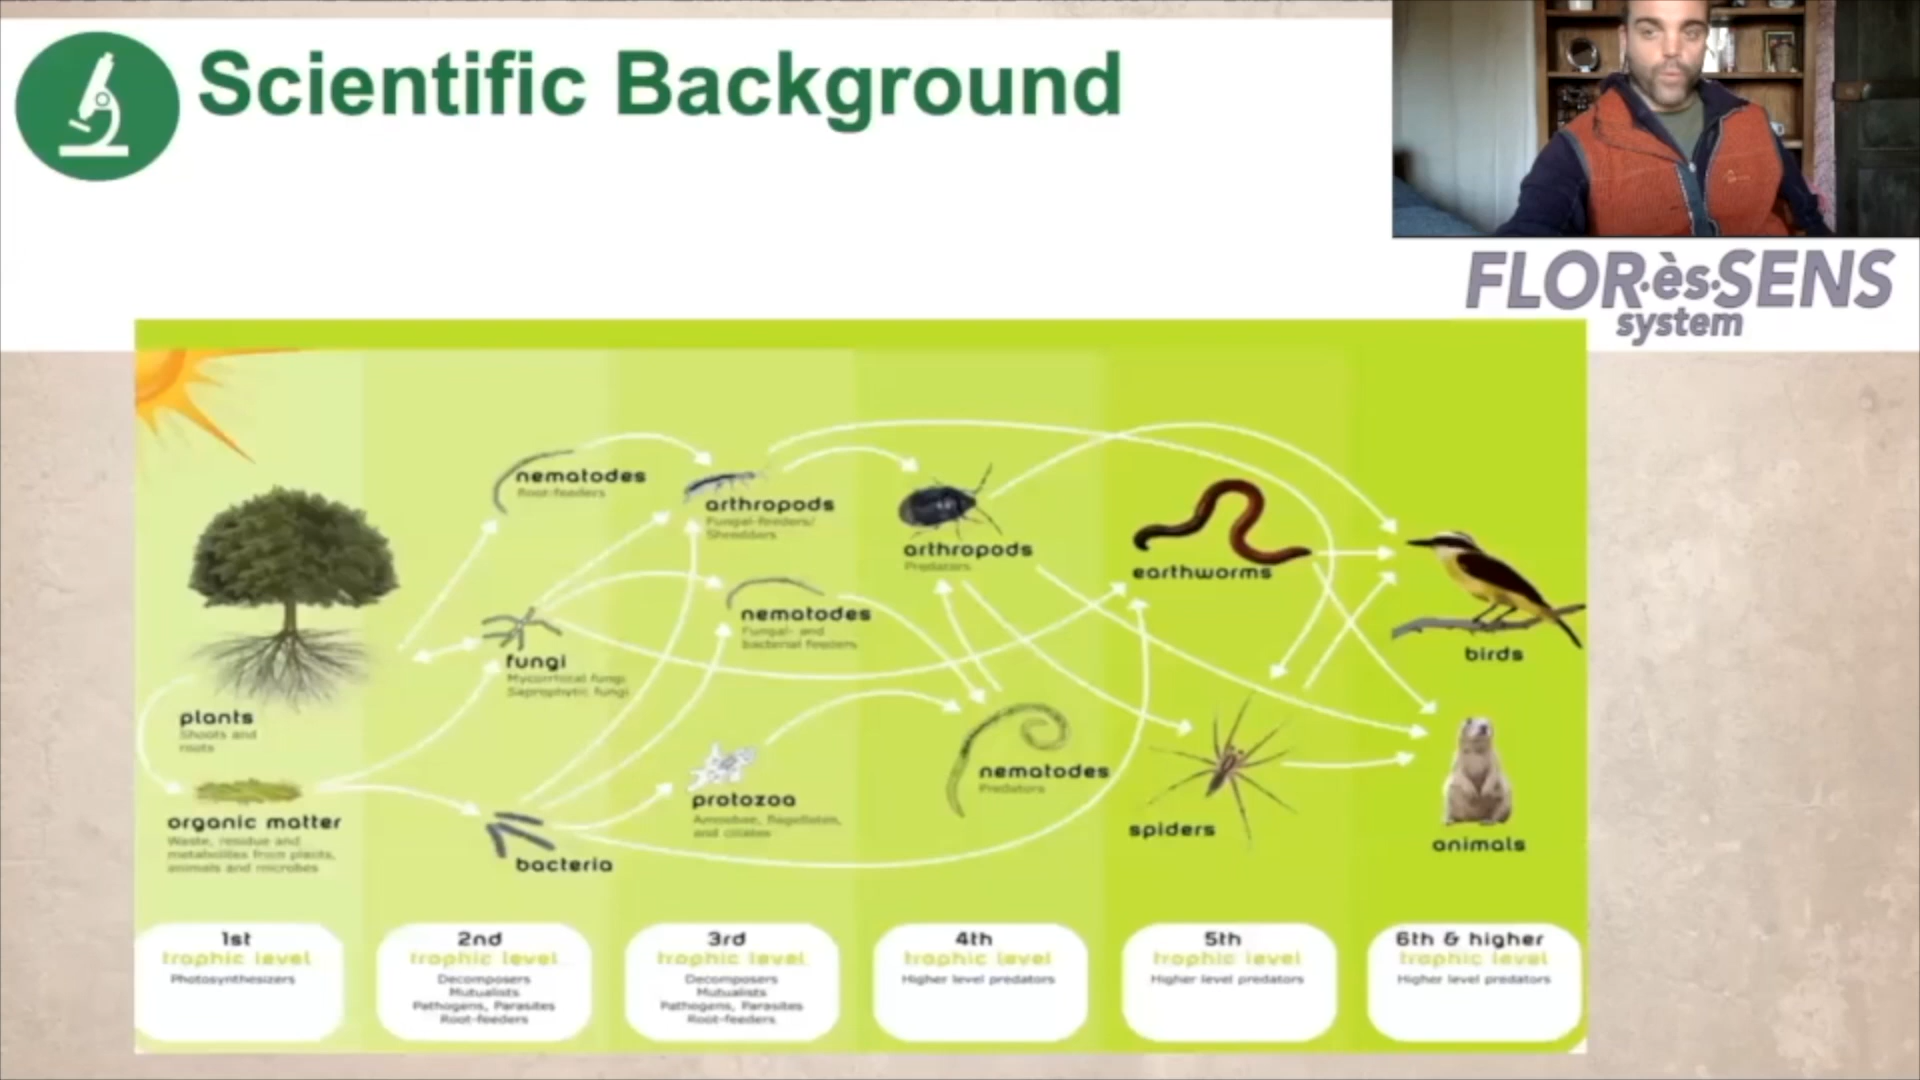 Scientific Background
FLOR·ès·SENS
system
nematodes
Root-feeders
arthropods
Fungal-feeders/
Shredders
arthropods
Predators
earthworms
birds
nematodes
Fungal- and
bacterial feeders
fungi
Mycorrhizal fungi
Saprophytic fungi
plants
Shoots and
roots
organic matter
Waste, residue and
metabolites from plants,
animals and microbes
bacteria
protozoa
Amoebae, flagellates,
and ciliates
nematodes
Predators
spiders
animals
1st
trophic level
Photosynthesizers
2nd
trophic level
Decomposers
Mutualists
Pathogens, Parasites
Root-feeders
3rd
trophic level
Decomposers
Mutualists
Pathogens, Parasites
Root-feeders
4th
trophic level
Higher level predators
5th
trophic level
Higher level predators
6th & higher
trophic level
Higher level predators